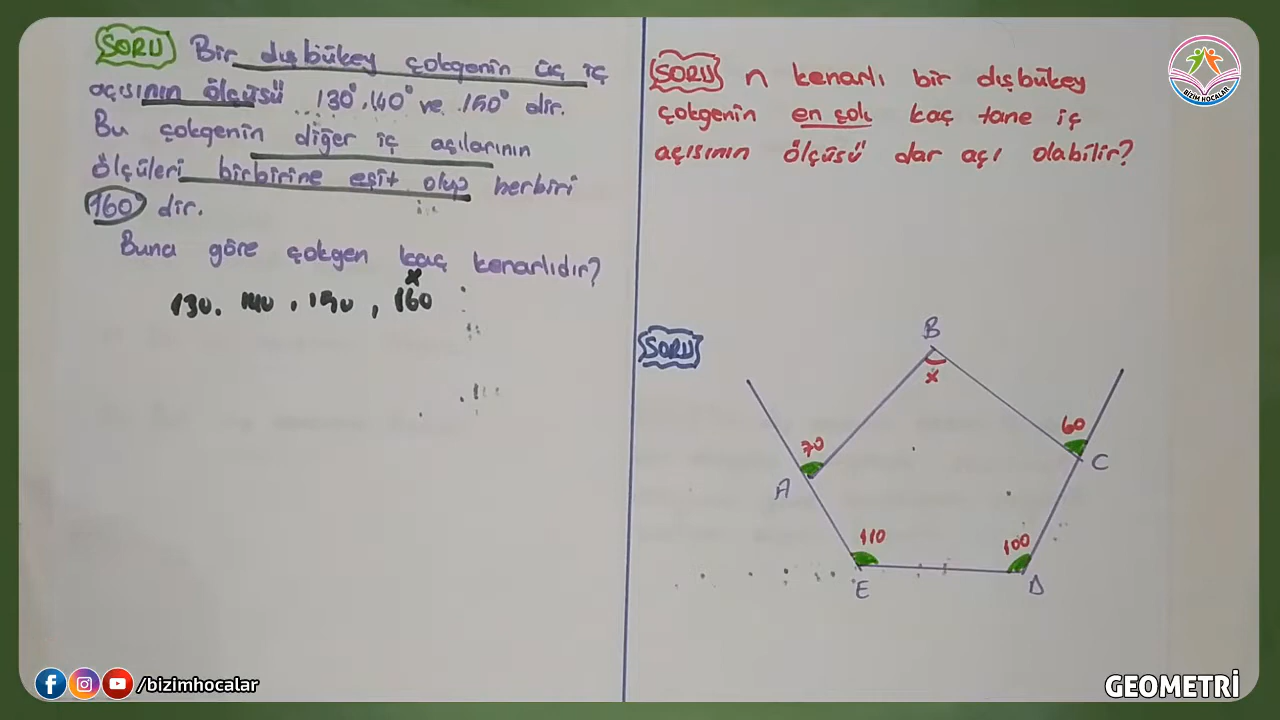 SORU Bir dışbükey çokgenin üç iç
açısının ölçüsü 130°, 140° ve 150° dir.
Bu çokgenin diğer iç açılarının
ölçüleri birbirine eşit olup herbiri
160° dir.
Buna göre çokgen kaç kenarlıdır?
x
130, 140, 150, 160
SORU n kenarlı bir dışbükey
çokgenin en çok kaç tane iç
açısının ölçüsü dar açı olabilir?
SORU
B
x
60
70
C
A
110
100
E
D
BİZİM HOCALAR
/bizimhocalar
GEOMETRİ